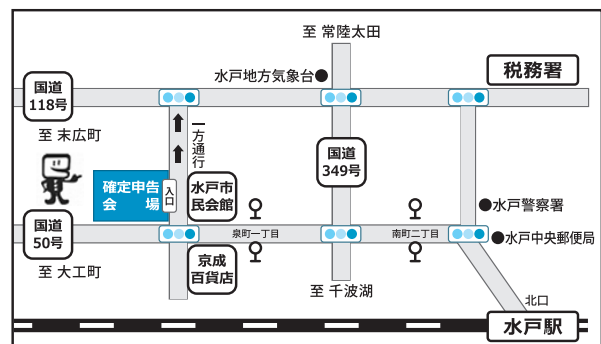 至 常陸太田
水戸地方気象台
税務署
国道
118号
至 末広町
一方通行
国道
349号
確定申告
会 場
入口
水戸市
民会館
水戸警察署
国道
50号
泉町一丁目
南町二丁目
水戸中央郵便局
至 大工町
京成
百貨店
至 千波湖
北口
水戸駅